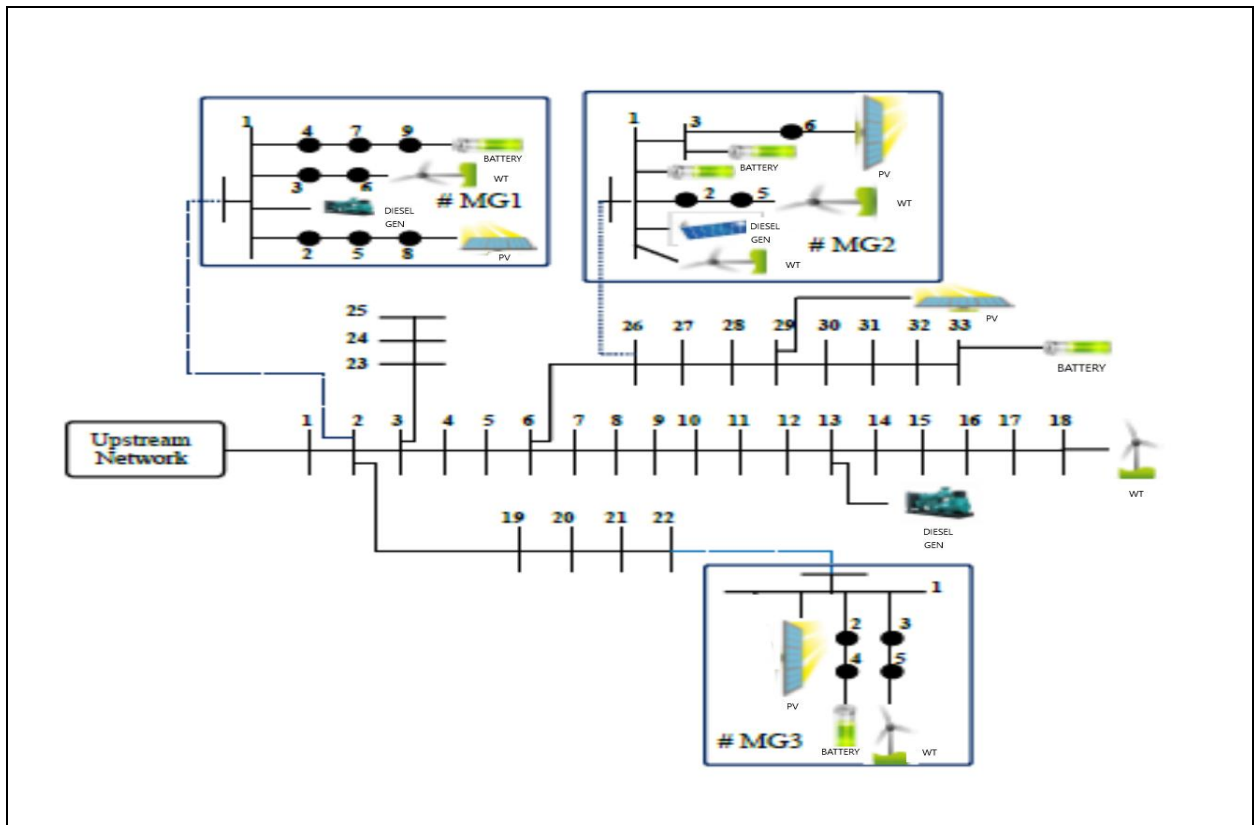 1
4 7 9
BATTERY
3 6
WT
# MG1
DIESEL
GEN
2 5 8
PV
1
3
6
BATTERY
PV
2 5
WT
DIESEL
GEN
# MG2
WT
25
24
23
26 27 28 29 30 31 32 33
PV
BATTERY
Upstream
Network
1 2 3 4 5 6 7 8 9 10 11 12 13 14 15 16 17 18
WT
DIESEL
GEN
19 20 21 22
1
2 3
4 5
PV
# MG3
BATTERY
WT